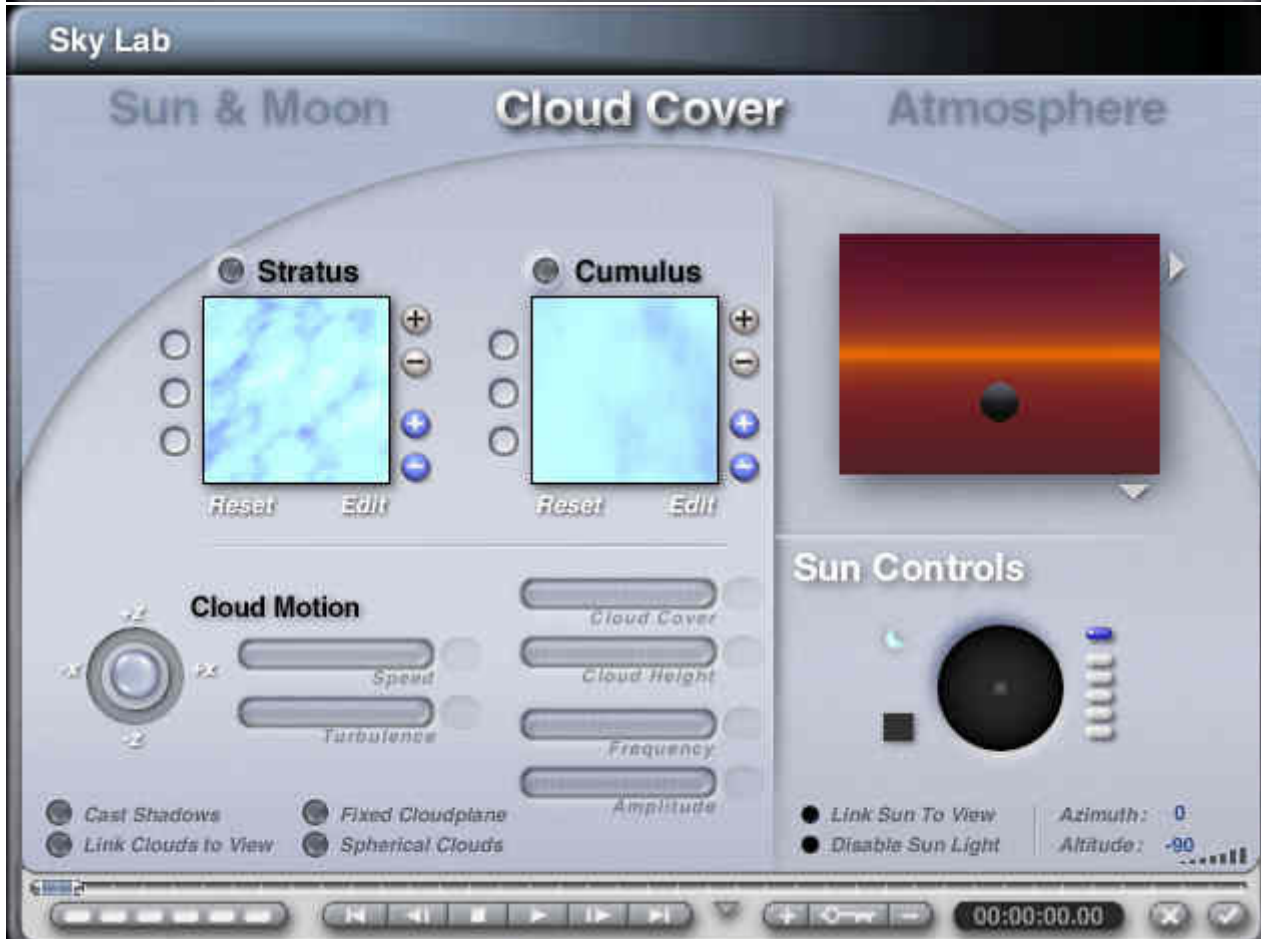 Sky Lab
Sun & Moon
Cloud Cover
Atmosphere
Stratus
Cumulus
Reset
Edit
Reset
Edit
Cloud Motion
+Z
-X
+X
-Z
Speed
Turbulence
Cloud Cover
Cloud Height
Frequency
Amplitude
Cast Shadows
Link Clouds to View
Fixed Cloudplane
Spherical Clouds
Sun Controls
Link Sun To View
Disable Sun Light
Azimuth: 0
Altitude: -90
00:00:00.00